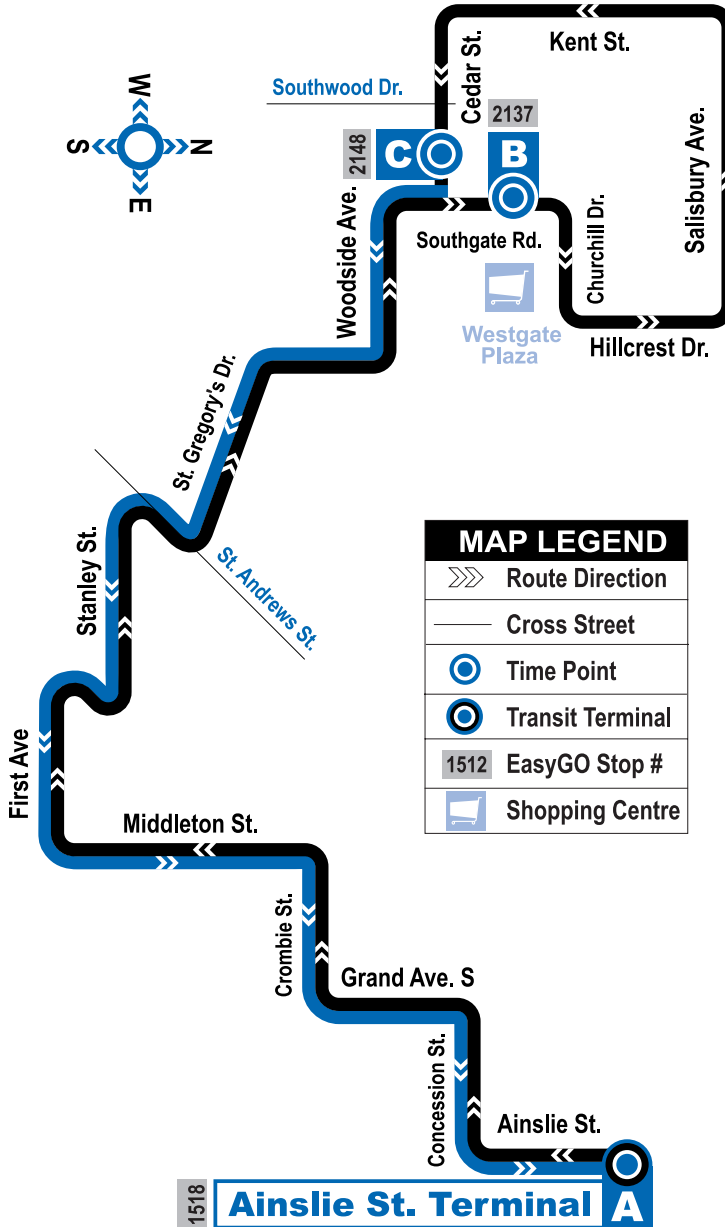 Kent St.
Cedar St.
Southwood Dr.
2137
B
C
2148
Salisbury Ave.
W
S
N
E
Woodside Ave.
Southgate Rd.
Churchill Dr.
Westgate
Plaza
Hillcrest Dr.
St. Gregory's Dr.
St. Andrews St.
Stanley St.
MAP LEGEND
Route Direction
Cross Street
Time Point
Transit Terminal
1512 EasyGO Stop #
Shopping Centre
First Ave
Middleton St.
Crombie St.
Grand Ave. S
Concession St.
Ainslie St.
1518
Ainslie St. Terminal A